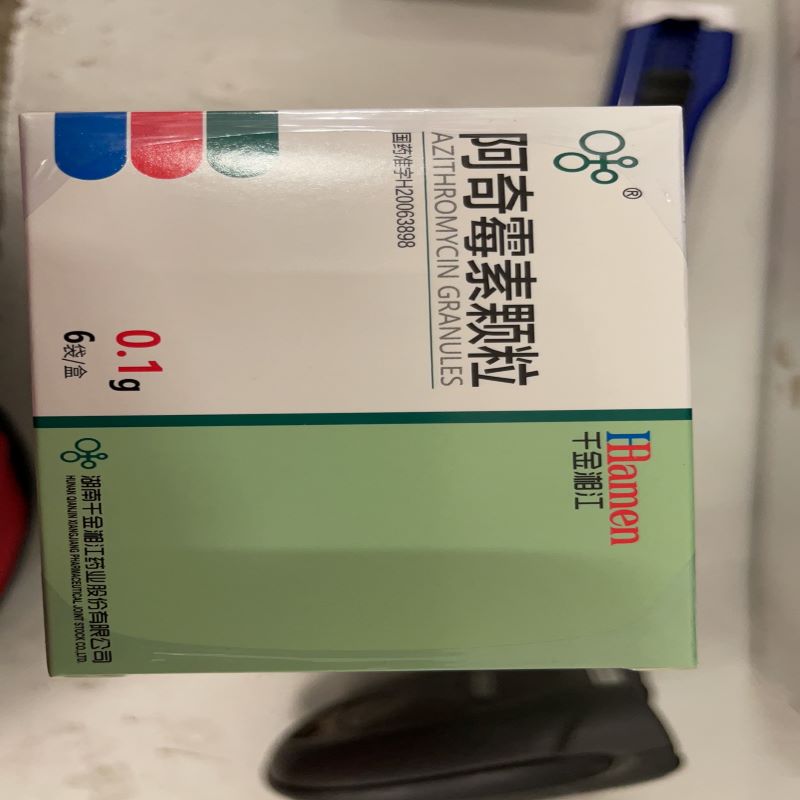 ®
阿奇霉素颗粒
AZITHROMYCIN GRANULES
国药准字H20063898
0.1g
6袋/盒
Hamen
千金湘江
湖南千金湘江药业股份有限公司
HUNAN QIANJIN XIANGJIANG PHARMACEUTICAL JOINT STOCK CO.,LTD.